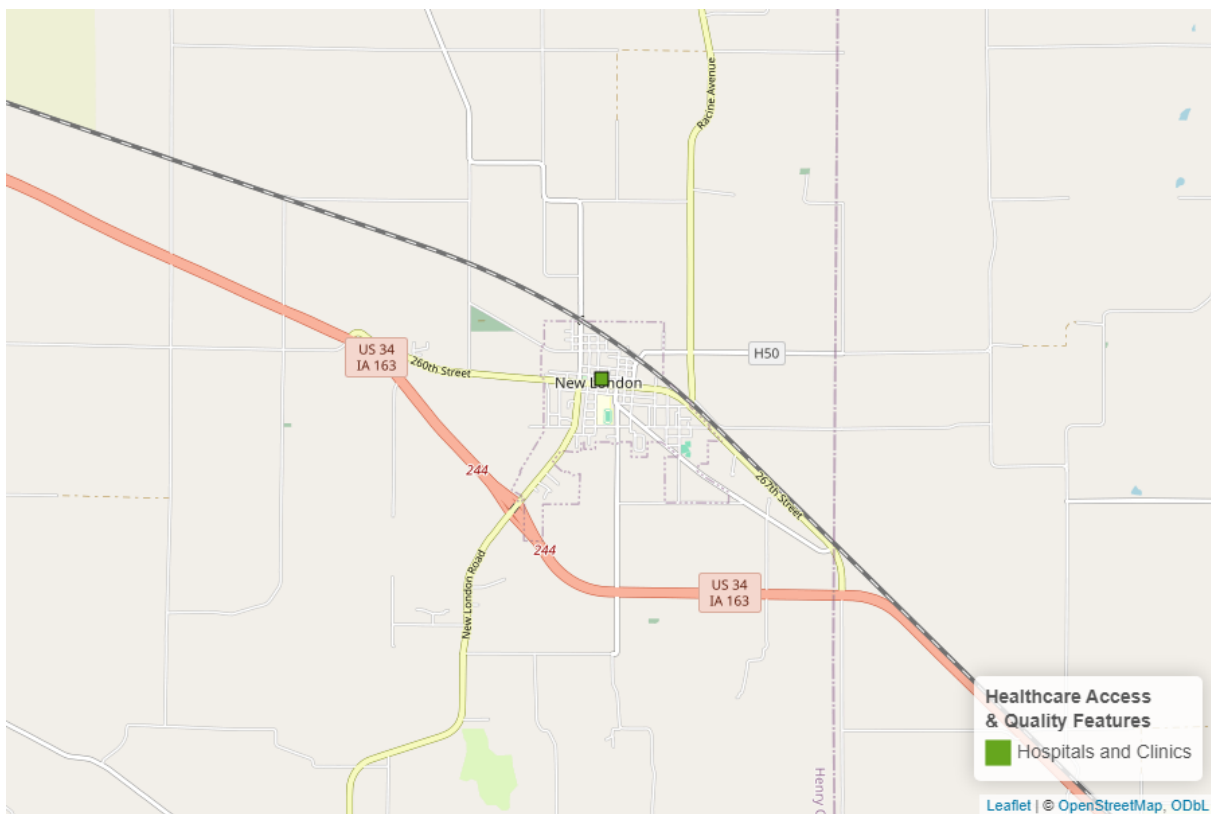 Racine Avenue
US 34
IA 163
260th Street
H50
New London
244
267th Street
244
New London Road
US 34
IA 163
Healthcare Access
& Quality Features
Hospitals and Clinics
Henry
Leaflet | © OpenStreetMap, ODbL